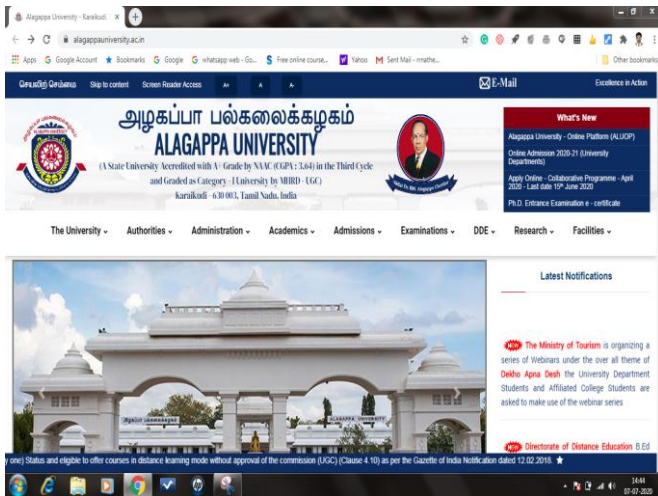 Alagappa University - Karaikudi,
alagappauniversity.ac.in
Apps Google Account Bookmarks Google G whatsapp web - Go... Free online course... Yahoo Sent Mail - rmathe... Other bookmarks
செயலிற் செம்மை Skip to content Screen Reader Access A+ A A- E-Mail Excellence in Action
அழகப்பா பல்கலைக்கழகம்
ALAGAPPA UNIVERSITY
(A State University Accredited with A+ Grade by NAAC (CGPA : 3.64) in the Third Cycle
and Graded as Category - I University by MHRD - UGC)
Karaikudi - 630 003, Tamil Nadu, India
What's New
Alagappa University - Online Platform (ALUOP)
Online Admission 2020-21 (University
Departments)
Apply Online - Collaborative Programme - April
2020 - Last date 15th June 2020
Ph.D. Entrance Examination e - certificate
The University Authorities Administration Academics Admissions Examinations DDE Research Facilities
Latest Notifications
The Ministry of Tourism is organizing a
series of Webinars under the over all theme of
Dekho Apna Desh the University Department
Students and Affiliated College Students are
asked to make use of the webinar series
Directorate of Distance Education B.Ed
ALAGAPPA UNIVERSITY
y one) Status and eligible to offer courses in distance learning mode without approval of the commission (UGC) (Clause 4.10) as per the Gazette of India Notification dated 12.02.2018.
14:44
07-07-2020